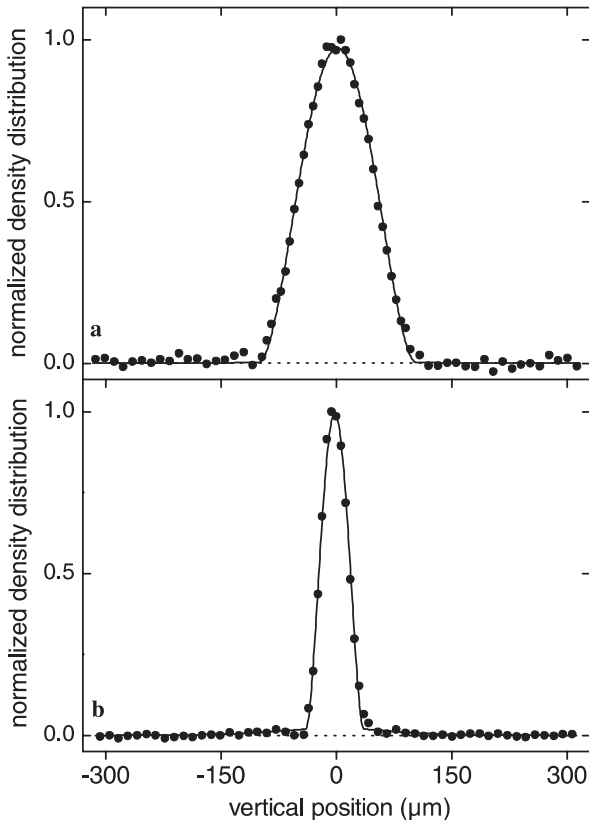 1.0
0.5
0.0
normalized density distribution
a
1.0
0.5
0.0
normalized density distribution
b
-300 -150 0 150 300
vertical position (µm)